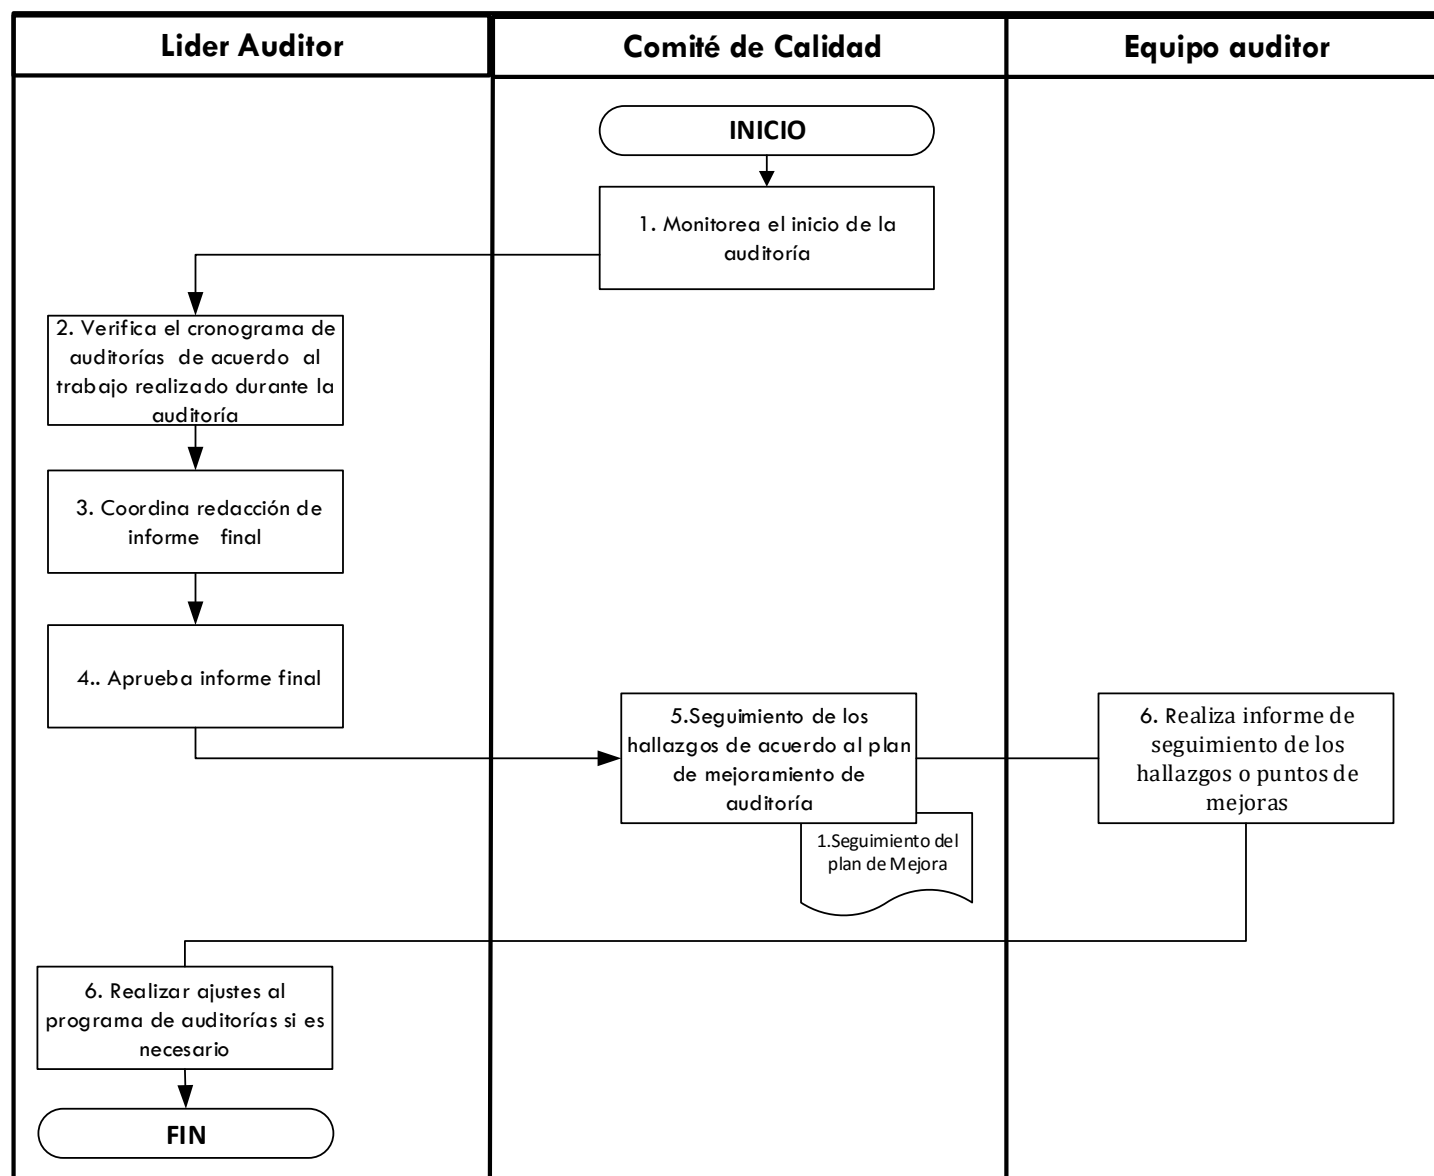 Lider Auditor
Comité de Calidad
Equipo auditor
INICIO
1. Monitorea el inicio de la
auditoría
2. Verifica el cronograma de
auditorías de acuerdo al
trabajo realizado durante la
auditoría
3. Coordina redacción de
informe final
4.. Aprueba informe final
5.Seguimiento de los
hallazgos de acuerdo al plan
de mejoramiento de
auditoría
1.Seguimiento del
plan de Mejora
6. Realiza informe de
seguimiento de los
hallazgos o puntos de
mejoras
6. Realizar ajustes al
programa de auditorías si es
necesario
FIN